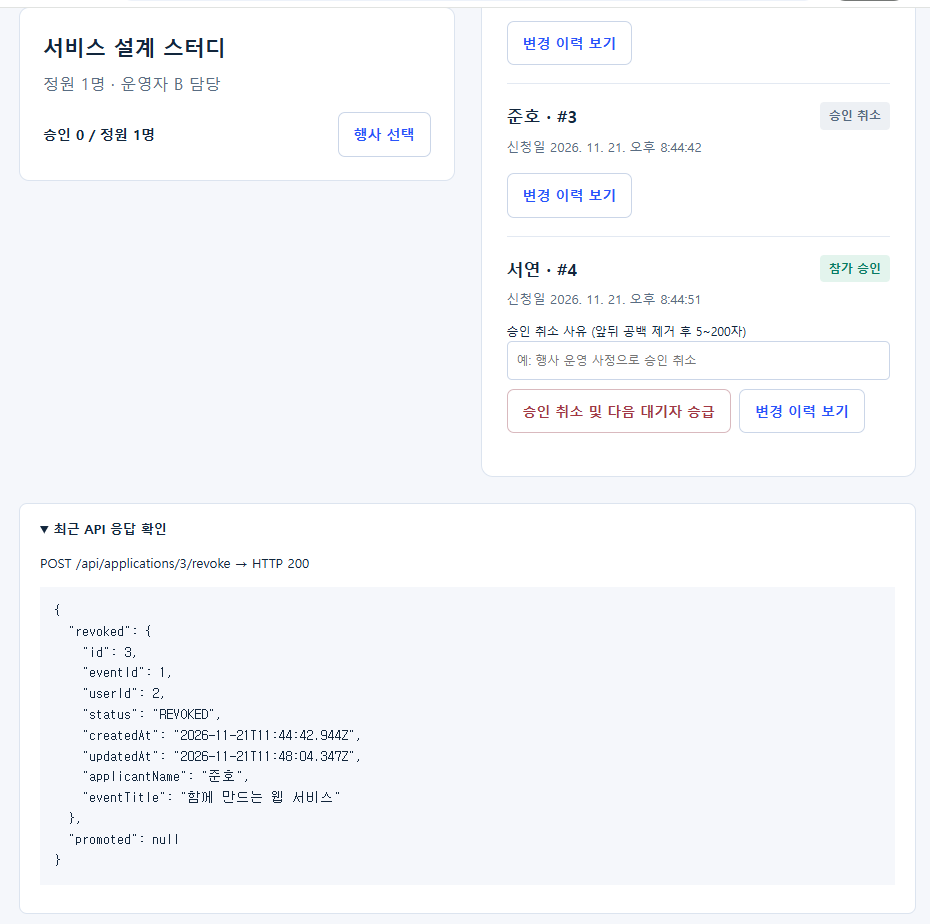 서비스 설계 스터디
정원 1명 · 운영자 B 담당
승인 0 / 정원 1명
행사 선택
변경 이력 보기
준호 · #3
승인 취소
신청일 2026. 11. 21. 오후 8:44:42
변경 이력 보기
서연 · #4
참가 승인
신청일 2026. 11. 21. 오후 8:44:51
승인 취소 사유 (앞뒤 공백 제거 후 5~200자)
예: 행사 운영 사정으로 승인 취소
승인 취소 및 다음 대기자 승급
변경 이력 보기
▼ 최근 API 응답 확인
POST /api/applications/3/revoke → HTTP 200
{
  "revoked": {
    "id": 3,
    "eventId": 1,
    "userId": 2,
    "status": "REVOKED",
    "createdAt": "2026-11-21T11:44:42.944Z",
    "updatedAt": "2026-11-21T11:48:04.347Z",
    "applicantName": "준호",
    "eventTitle": "함께 만드는 웹 서비스"
  },
  "promoted": null
}